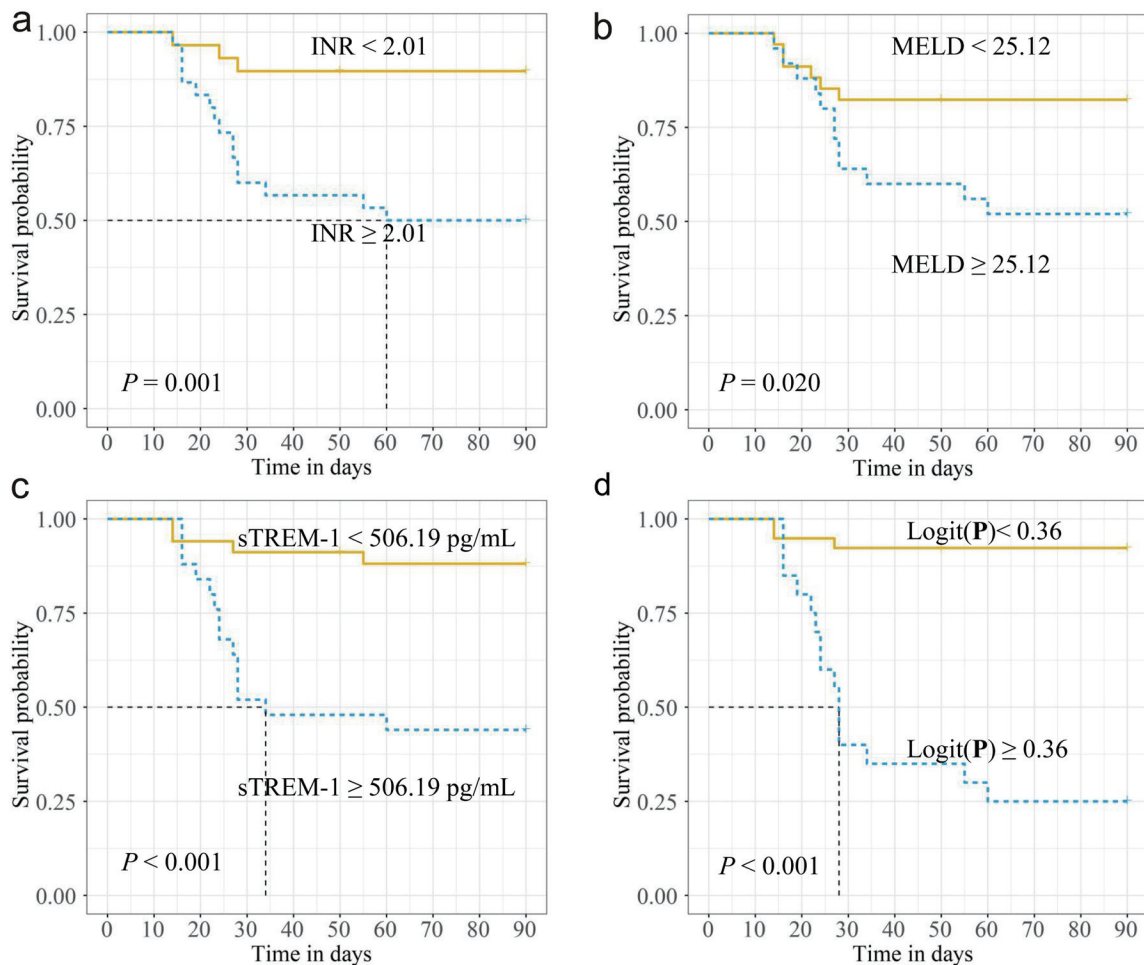 a
Survival probability
1.00
0.75
0.50
0.25
0.00
INR < 2.01
INR ≥ 2.01
P = 0.001
0 10 20 30 40 50 60 70 80 90
Time in days
b
Survival probability
1.00
0.75
0.50
0.25
0.00
MELD < 25.12
MELD ≥ 25.12
P = 0.020
0 10 20 30 40 50 60 70 80 90
Time in days
c
Survival probability
1.00
0.75
0.50
0.25
0.00
sTREM-1 < 506.19 pg/mL
sTREM-1 ≥ 506.19 pg/mL
P < 0.001
0 10 20 30 40 50 60 70 80 90
Time in days
d
Survival probability
1.00
0.75
0.50
0.25
0.00
Logit(P)< 0.36
Logit(P) ≥ 0.36
P < 0.001
0 10 20 30 40 50 60 70 80 90
Time in days